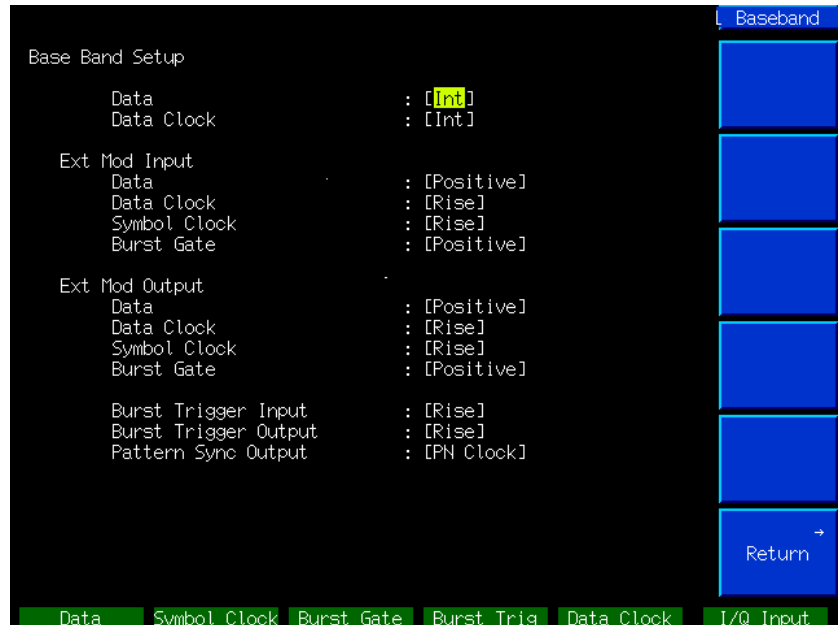 Baseband
Base Band Setup
Data : [Int]
Data Clock : [Int]
Ext Mod Input
Data : [Positive]
Data Clock : [Rise]
Symbol Clock : [Rise]
Burst Gate : [Positive]
Ext Mod Output
Data : [Positive]
Data Clock : [Rise]
Symbol Clock : [Rise]
Burst Gate : [Positive]
Burst Trigger Input : [Rise]
Burst Trigger Output : [Rise]
Pattern Sync Output : [PN Clock]
→
Return
Data Symbol Clock Burst Gate Burst Trig Data Clock I/Q Input